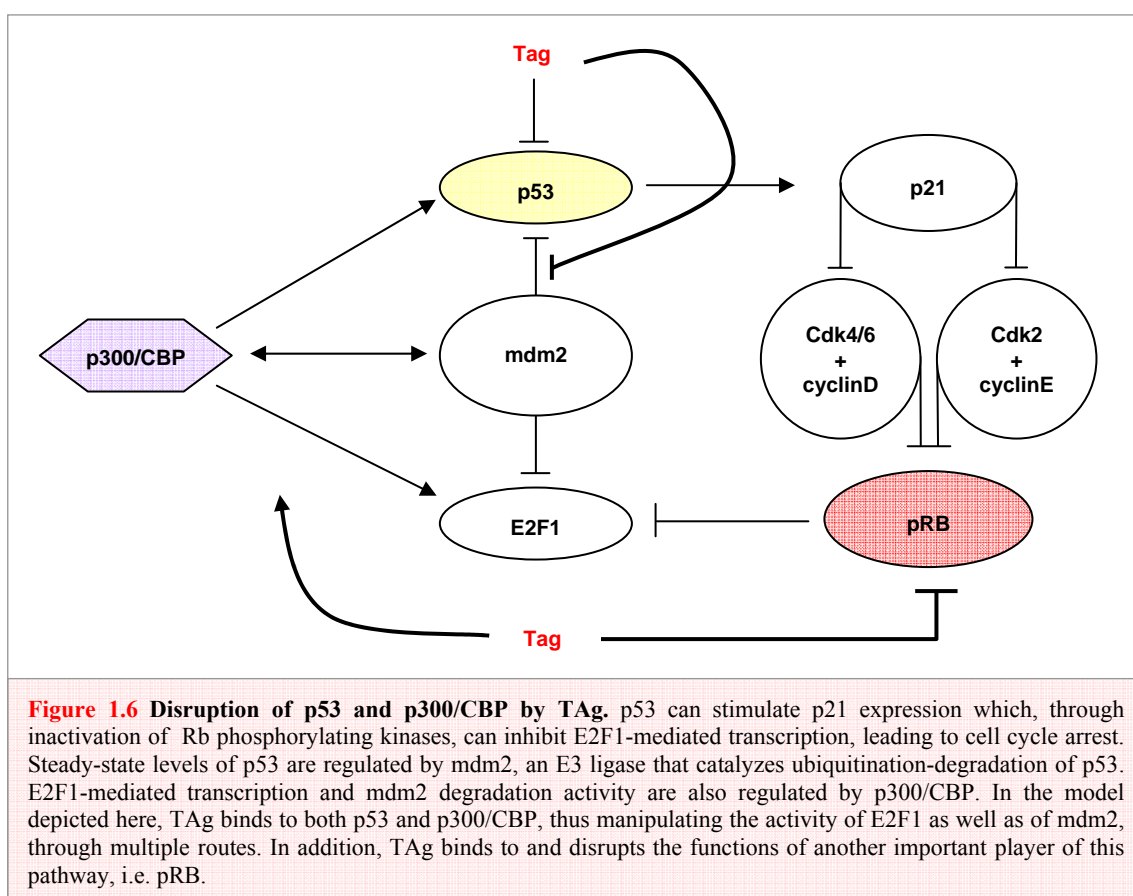 Tag
p53
p21
p300/CBP
mdm2
Cdk4/6
+
cyclinD
Cdk2
+
cyclinE
E2F1
pRB
Tag
Figure 1.6 Disruption of p53 and p300/CBP by TAg. p53 can stimulate p21 expression which, through
inactivation of Rb phosphorylating kinases, can inhibit E2F1-mediated transcription, leading to cell cycle arrest.
Steady-state levels of p53 are regulated by mdm2, an E3 ligase that catalyzes ubiquitination-degradation of p53.
E2F1-mediated transcription and mdm2 degradation activity are also regulated by p300/CBP. In the model
depicted here, TAg binds to both p53 and p300/CBP, thus manipulating the activity of E2F1 as well as of mdm2,
through multiple routes. In addition, TAg binds to and disrupts the functions of another important player of this
pathway, i.e. pRB.